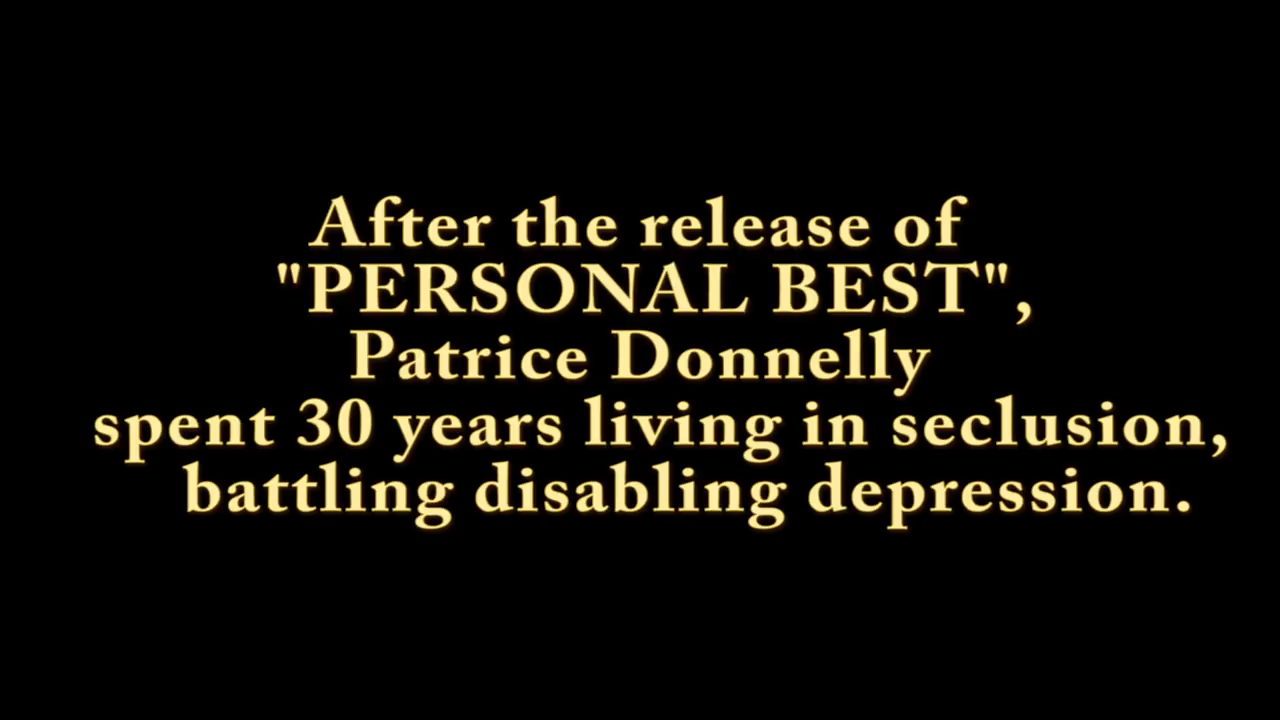 After the release of
"PERSONAL BEST",
Patrice Donnelly
spent 30 years living in seclusion,
battling disabling depression.